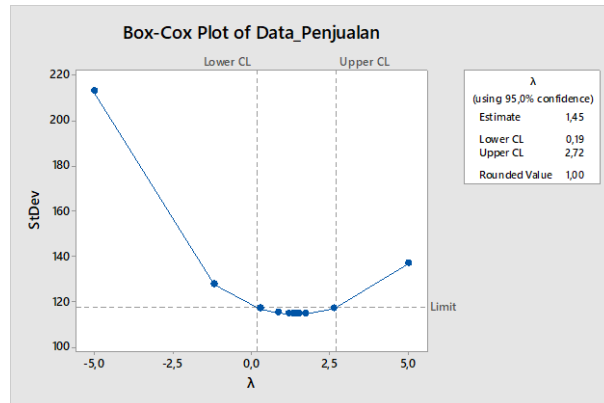 Box-Cox Plot of Data_Penjualan
Lower CL Upper CL
220
200
180
160
140
120
100
StDev
Limit
-5,0 -2,5 0,0 2,5 5,0
λ
λ
(using 95,0% confidence)
Estimate 1,45
Lower CL 0,19
Upper CL 2,72
Rounded Value 1,00